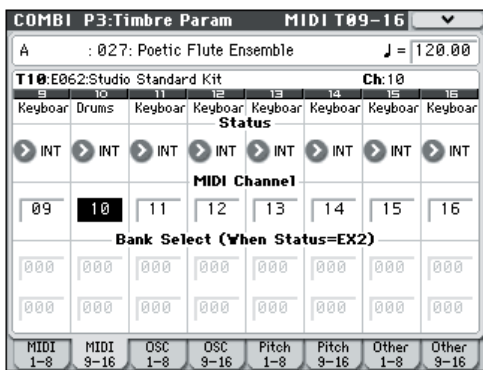 COMBI P3:Timbre Param MIDI T09-16
A : 027: Poetic Flute Ensemble ♩= 120.00
T10:E062:Studio Standard Kit Ch:10
9 10 11 12 13 14 15 16
Keyboar Drums Keyboar Keyboar Keyboar Keyboar Keyboar Keyboar
Status
INT INT INT INT INT INT INT INT
MIDI Channel
09 10 11 12 13 14 15 16
Bank Select (When Status=EX2)
000 000 000 000 000 000 000 000
000 000 000 000 000 000 000 000
MIDI 1-8 MIDI 9-16 OSC 1-8 OSC 9-16 Pitch 1-8 Pitch 9-16 Other 1-8 Other 9-16